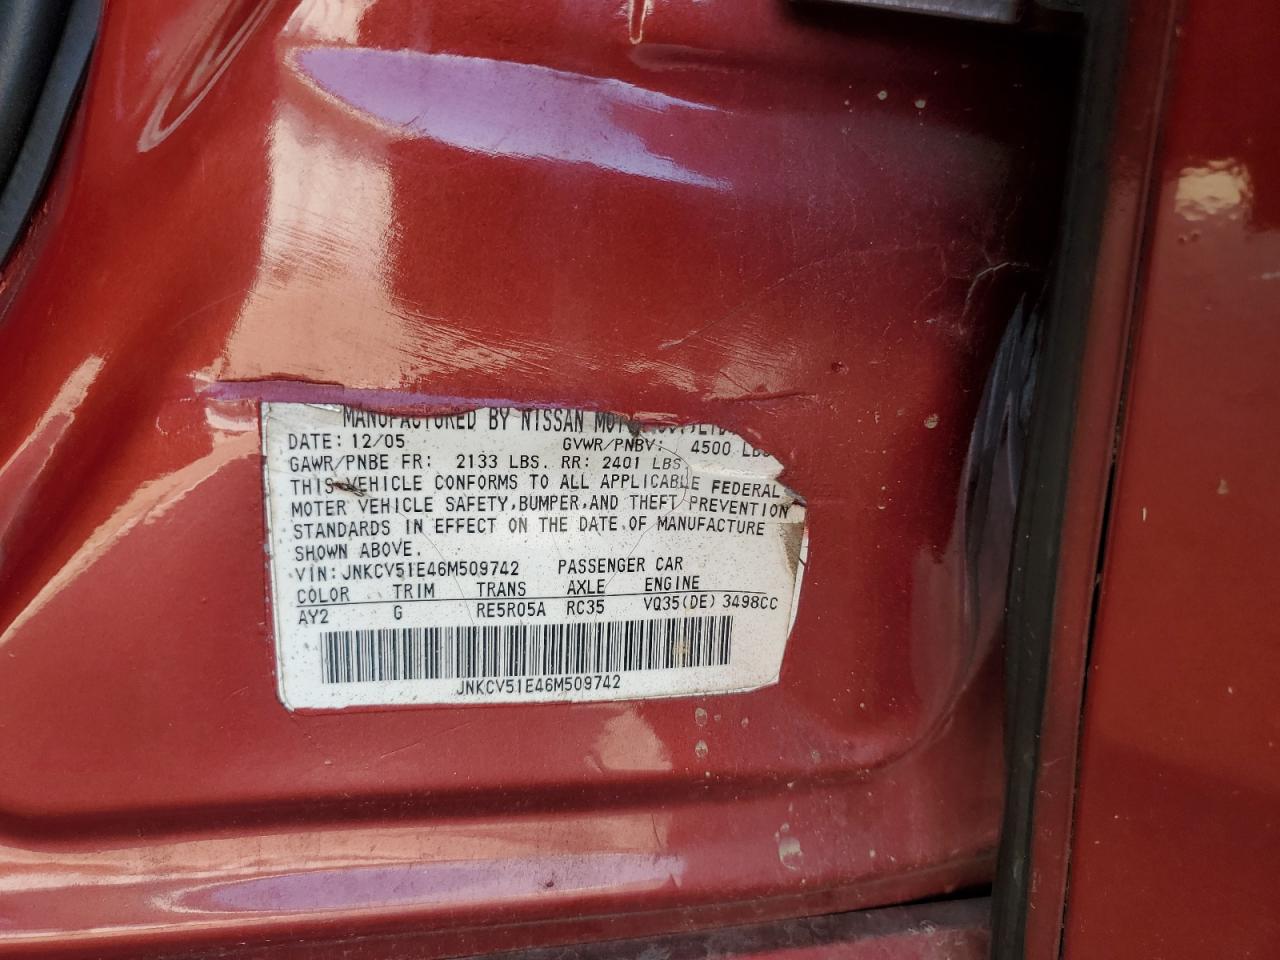 MANUFACTURED BY NISSAN
DATE: 12/05 GVWR/PNBV: 4500 LBS
GAWR/PNBE FR: 2133 LBS. RR: 2401 LBS.
THIS VEHICLE CONFORMS TO ALL APPLICABLE FEDERAL
MOTER VEHICLE SAFETY, BUMPER, AND THEFT PREVENTION
STANDARDS IN EFFECT ON THE DATE OF MANUFACTURE
SHOWN ABOVE.
VIN: JNKCV51E46M509742 PASSENGER CAR
COLOR TRIM TRANS AXLE ENGINE
AY2 G RE5R05A RC35 VQ35(DE) 3498CC
JNKCV51E46M509742